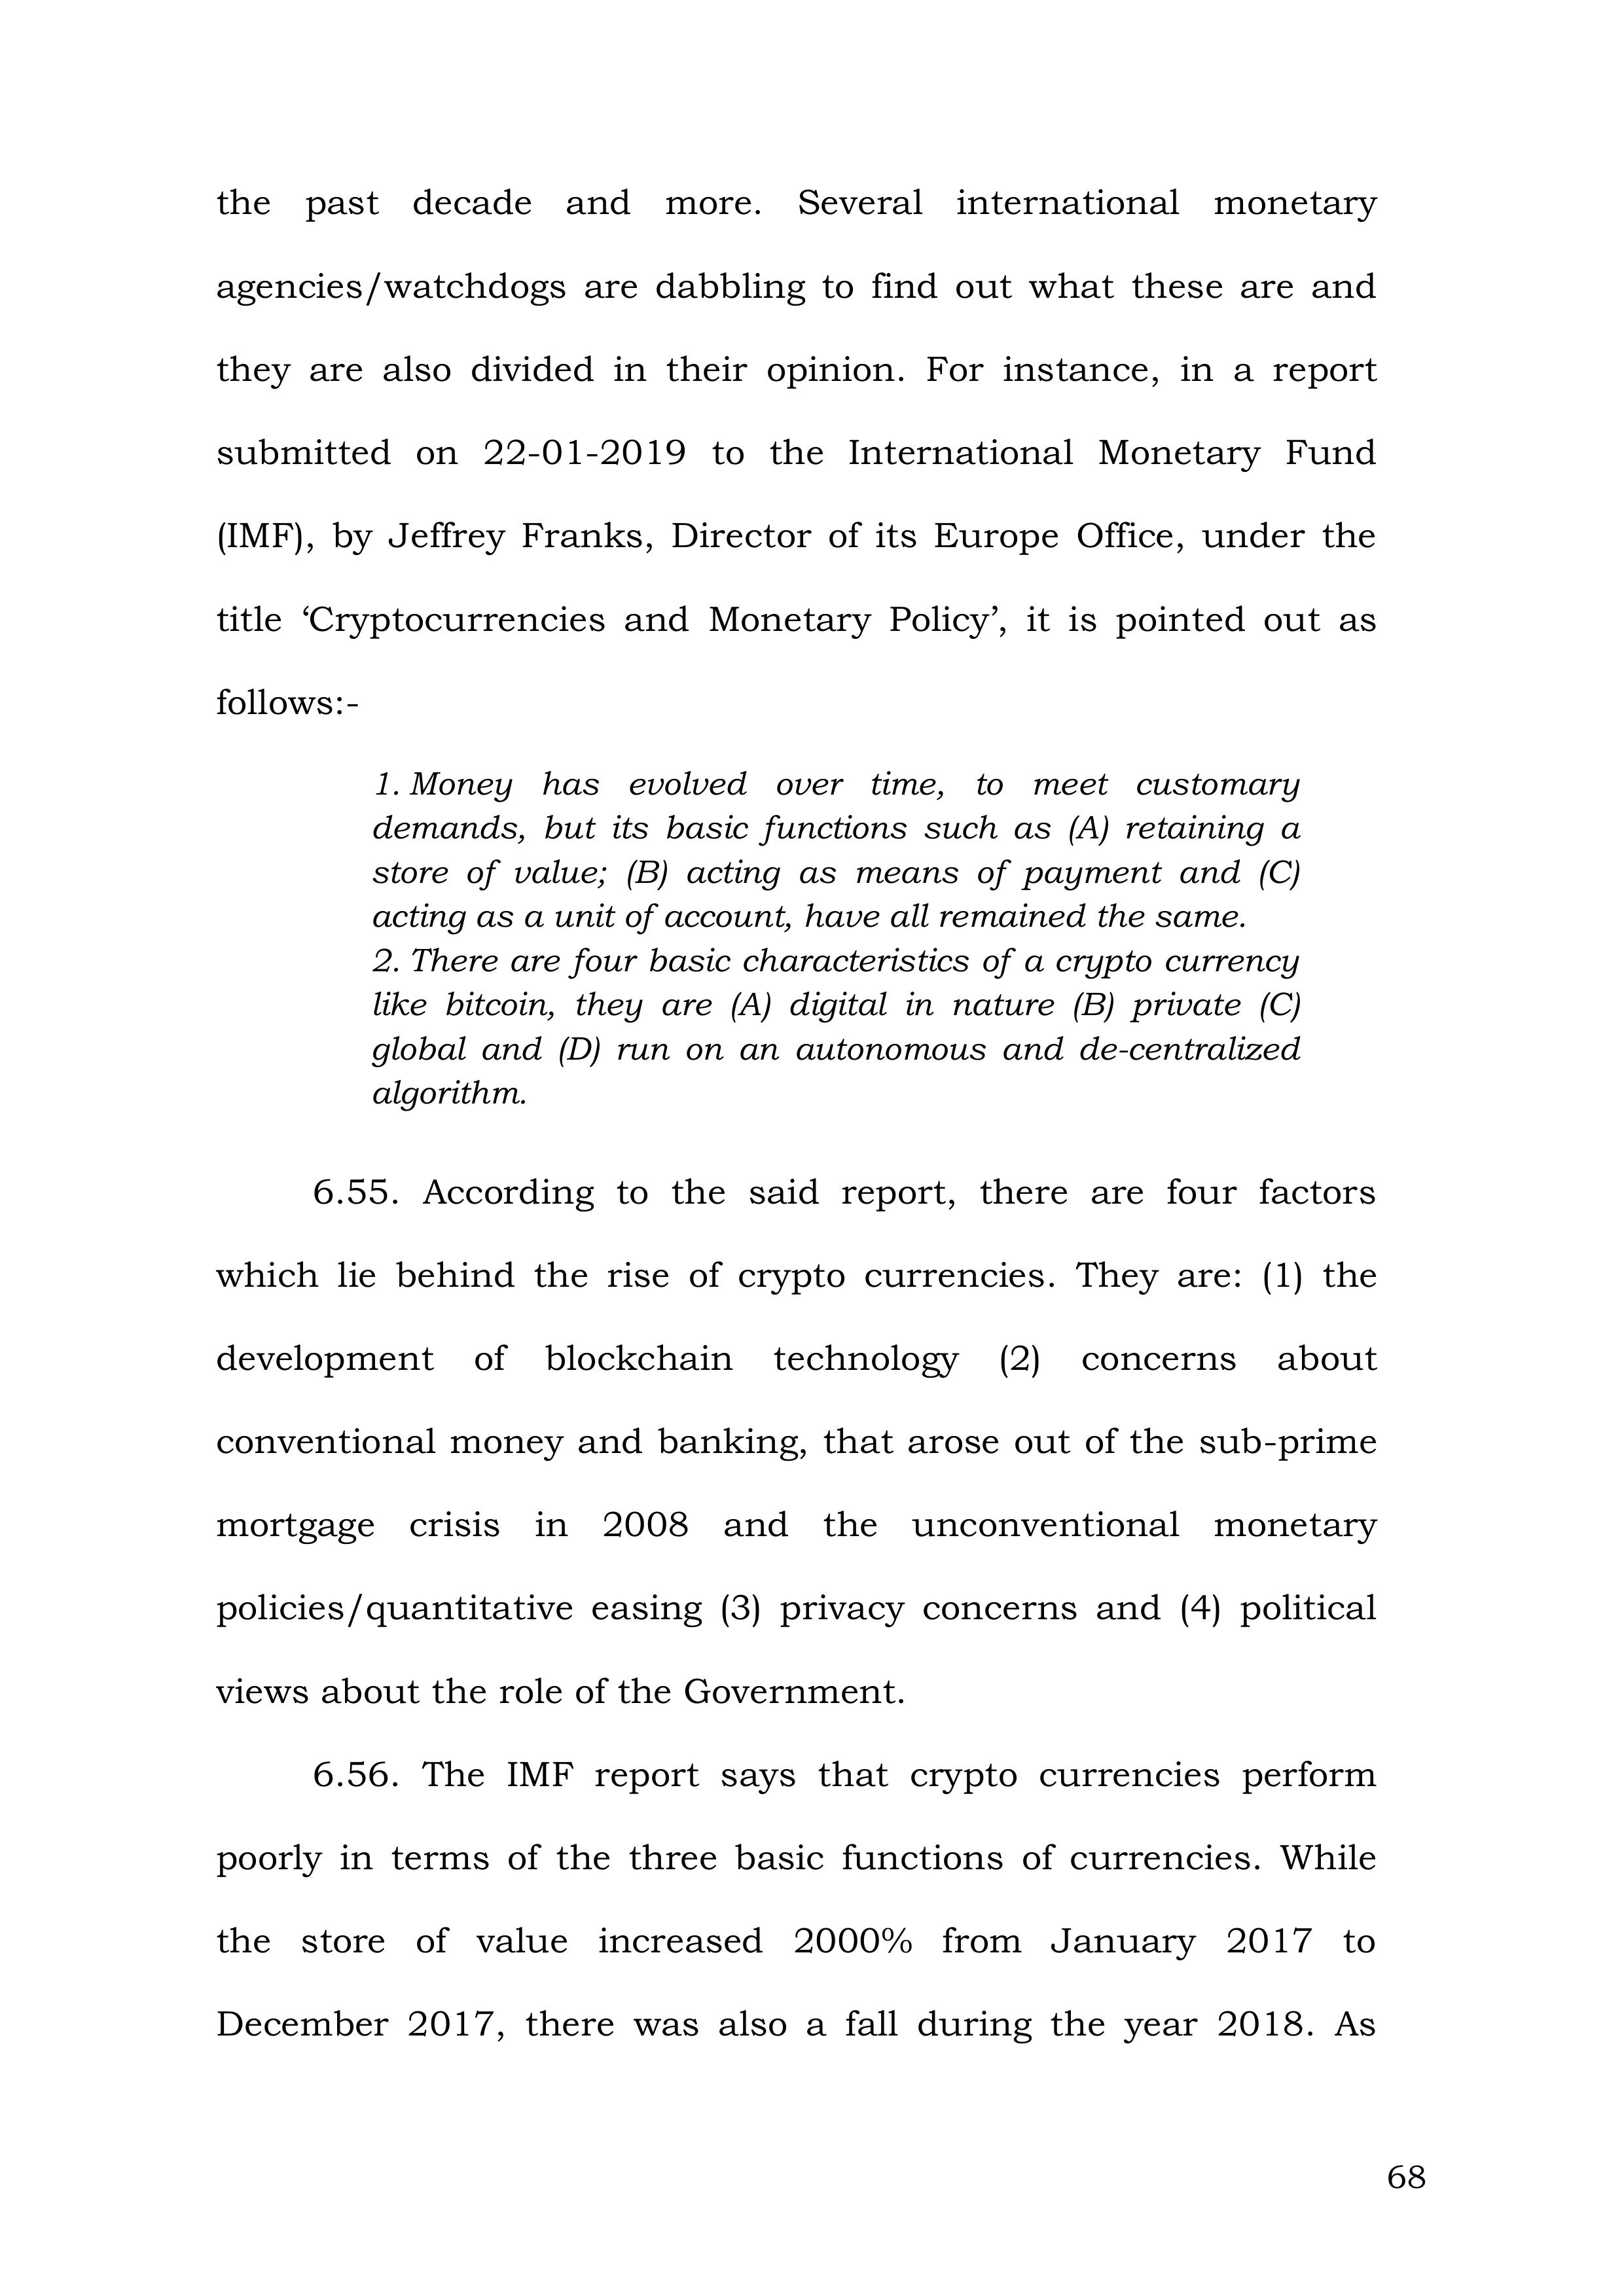 the past decade and more. Several international monetary
agencies/watchdogs are dabbling to find out what these are and
they are also divided in their opinion. For instance, in a report
submitted on 22-01-2019 to the International Monetary Fund
(IMF), by Jeffrey Franks, Director of its Europe Office, under the
title ‘Cryptocurrencies and Monetary Policy’, it is pointed out as
follows:-
1. Money has evolved over time, to meet customary
demands, but its basic functions such as (A) retaining a
store of value; (B) acting as means of payment and (C)
acting as a unit of account, have all remained the same.
2. There are four basic characteristics of a crypto currency
like bitcoin, they are (A) digital in nature (B) private (C)
global and (D) run on an autonomous and de-centralized
algorithm.
6.55. According to the said report, there are four factors
which lie behind the rise of crypto currencies. They are: (1) the
development of blockchain technology (2) concerns about
conventional money and banking, that arose out of the sub-prime
mortgage crisis in 2008 and the unconventional monetary
policies/quantitative easing (3) privacy concerns and (4) political
views about the role of the Government.
6.56. The IMF report says that crypto currencies perform
poorly in terms of the three basic functions of currencies. While
the store of value increased 2000% from January 2017 to
December 2017, there was also a fall during the year 2018. As
68